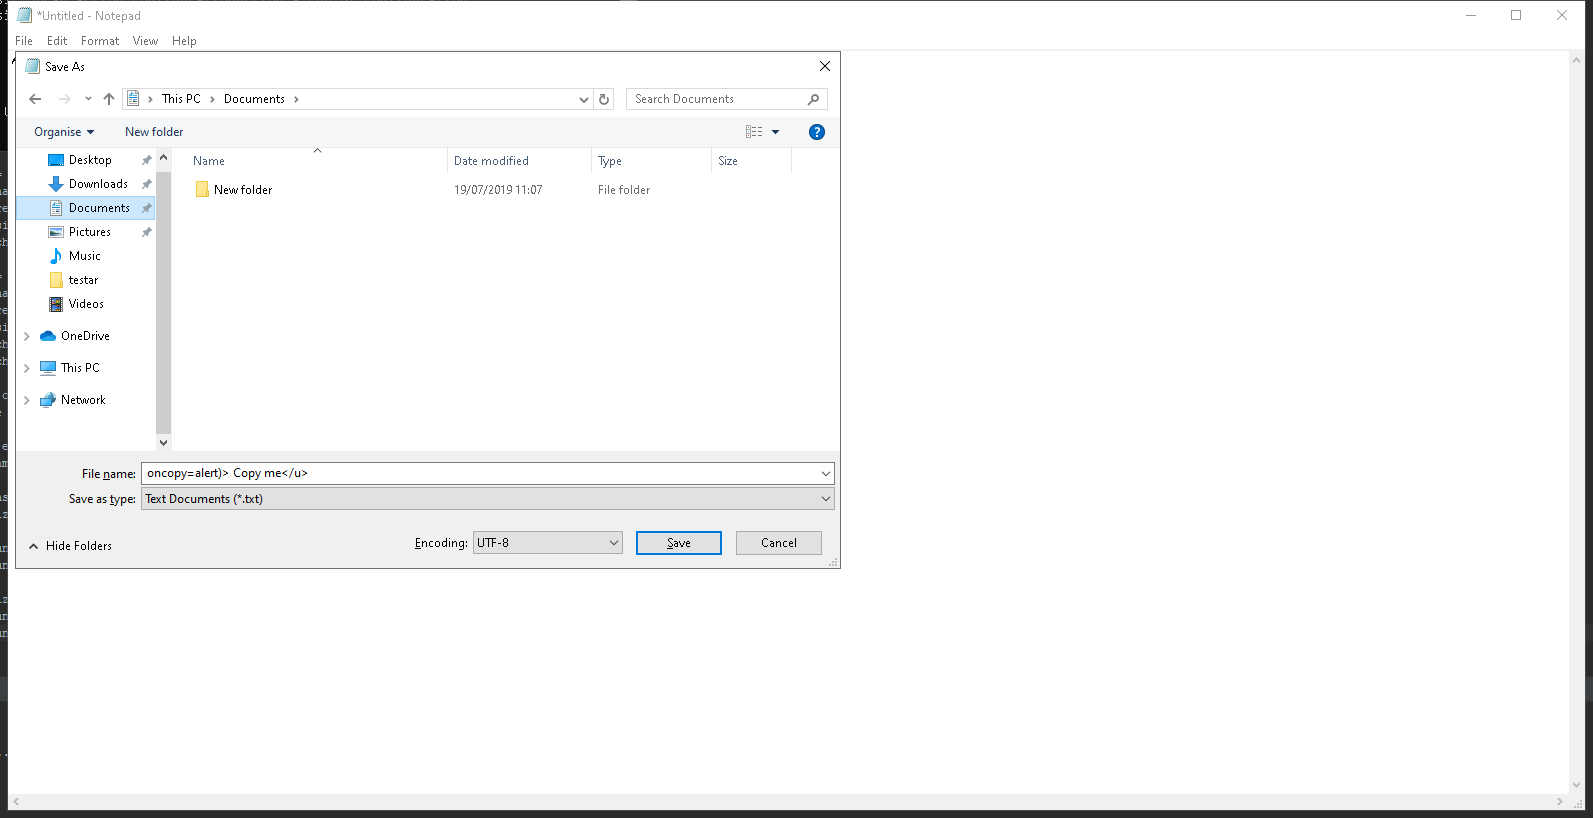 *Untitled - Notepad
File Edit Format View Help
Save As
This PC Documents
Search Documents
Organise New folder
Name Date modified Type Size
New folder 19/07/2019 11:07 File folder
Desktop
Downloads
Documents
Pictures
Music
testar
Videos
OneDrive
This PC
Network
File name: oncopy=alert)> Copy me</u>
Save as type: Text Documents (*.txt)
Hide Folders
Encoding: UTF-8 Save Cancel